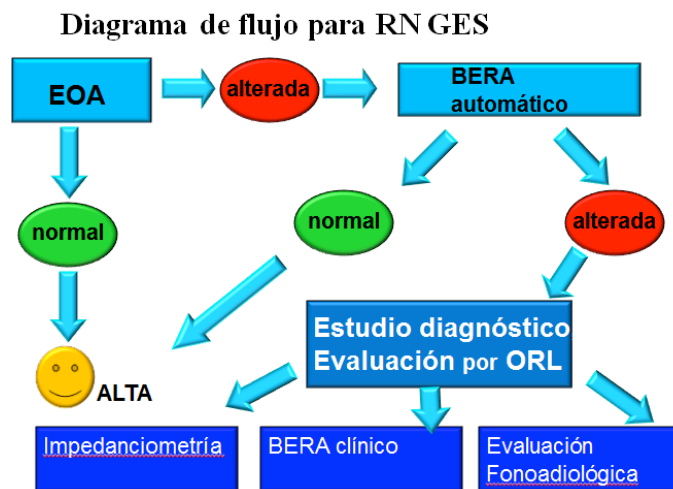 Diagrama de flujo para RN GES
EOA
alterada
BERA
automático
normal
normal
alterada
Estudio diagnóstico
Evaluación por ORL
ALTA
Impedanciometría
BERA clínico
Evaluación
Fonoadiológica